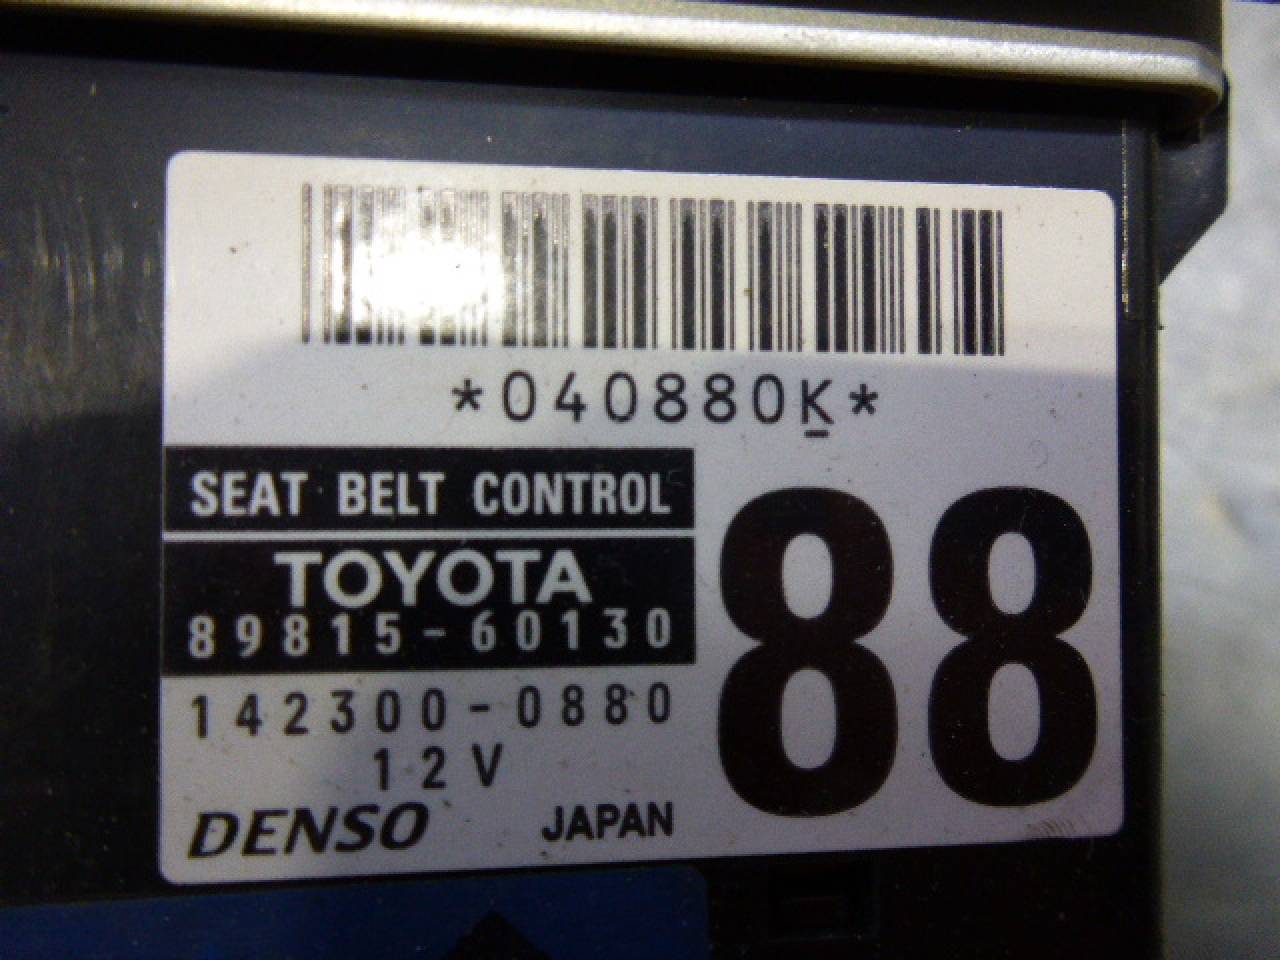 *040880K*
SEAT BELT CONTROL
TOYOTA
89815-60130
88
142300-0880
12V
DENSO JAPAN